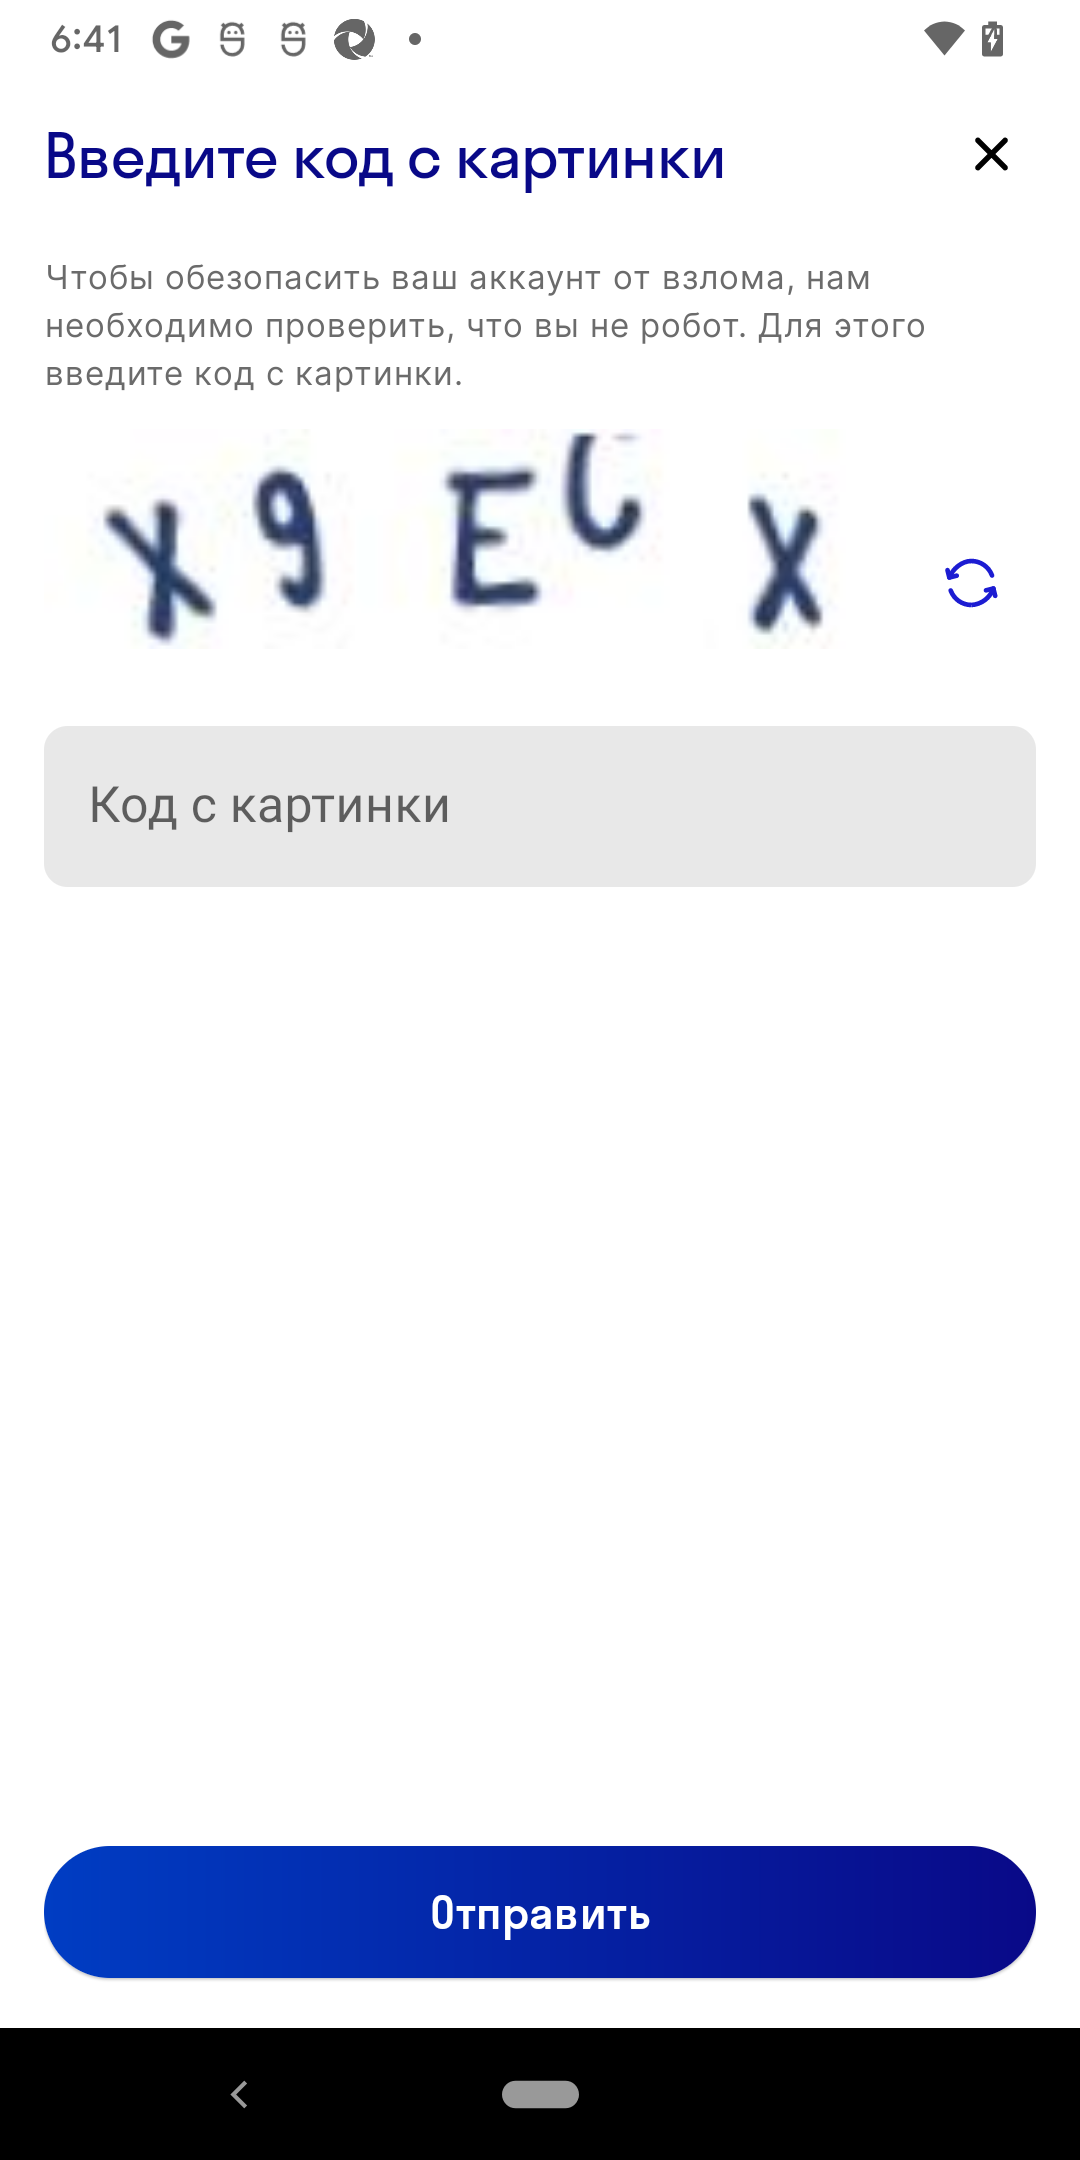 6:41
Введите код с картинки
Чтобы обезопасить ваш аккаунт от взлома, нам
необходимо проверить, что вы не робот. Для этого
введите код с картинки.
Код с картинки
Отправить